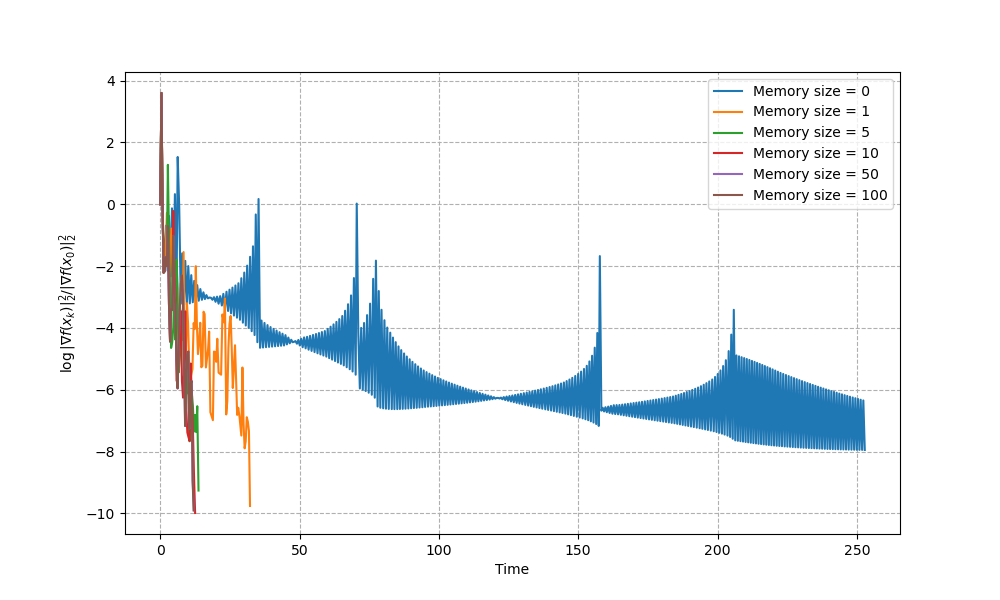 4
2
0
−2
−4
−6
−8
−10
log |∇f(x_k)|_2^2/|∇f(x_0)|_2^2
0
50
100
150
200
250
Time
Memory size = 0
Memory size = 1
Memory size = 5
Memory size = 10
Memory size = 50
Memory size = 100